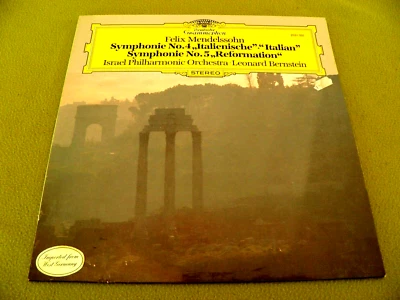 Deutsche
Grammophon
Felix Mendelssohn
Symphonie No.4 „Italienische“·“Italian”
Symphonie No.5 „Reformation“
Israel Philharmonic Orchestra·Leonard Bernstein
STEREO
Imported from
West Germany